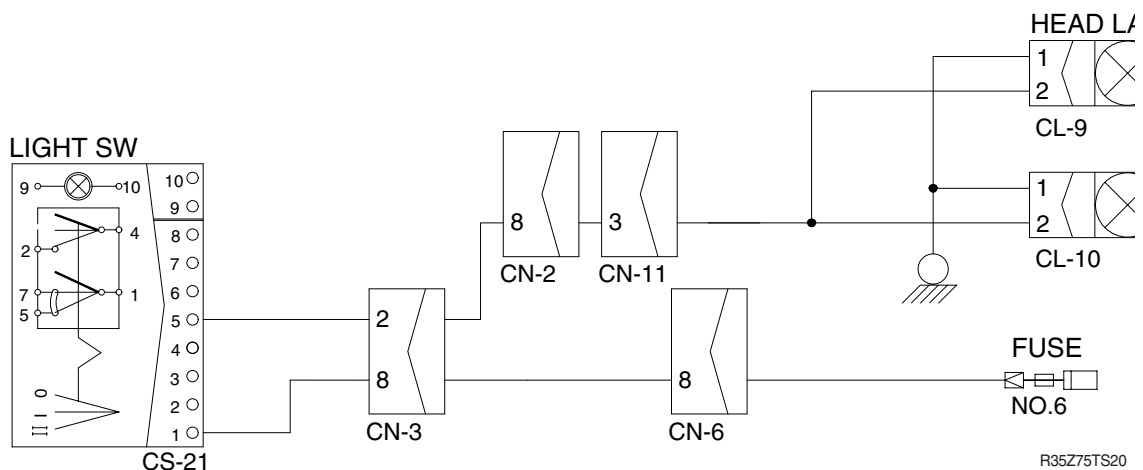 HEAD LA
1
2
CL-9
LIGHT SW
9 10
10
9
4
2
7 1
5
8
7
6
5
4
3
2
1
0
I
II
CS-21
2
8
CN-3
8
CN-2
3
CN-11
8
CN-6
1
2
CL-10
FUSE
NO.6
R35Z75TS20